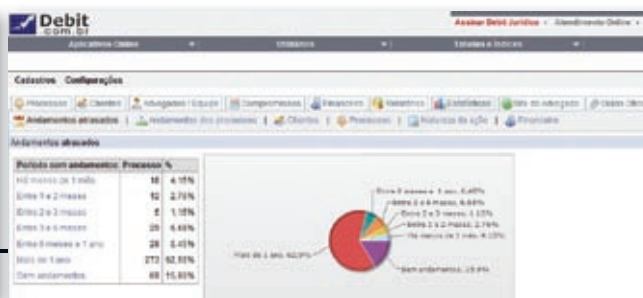 Debit
.com.br
Assinar Debit Jurídico • Atendimento Online •
Aplicativos Online Utilitários Tabelas e Índices
Cadastros Configurações
Processos Clientes Advogados / Equipe Compromissos Financeiro Relatórios Estatísticas Site do Advogado
Andamentos atrasados | Andamentos dos processos | Clientes | Processos | Natureza da ação | Financeiro
Andamentos atrasados
Período sem andamentos Processos %
Há menos de 1 mês 18 4,15%
Entre 1 e 2 meses 12 2,76%
Entre 2 e 3 meses 5 1,15%
Entre 3 e 6 meses 29 6,68%
Entre 6 meses e 1 ano 28 6,45%
Mais de 1 ano 273 62,90%
Sem andamentos 69 15,90%
Entre 6 meses e 1 ano, 6.45%
Entre 3 e 6 meses, 6.68%
Entre 2 e 3 meses, 1.15%
Entre 1 e 2 meses, 2.76%
Há menos de 1 mês, 4.15%
Mais de 1 ano, 62.9%
Sem andamentos, 15.9%